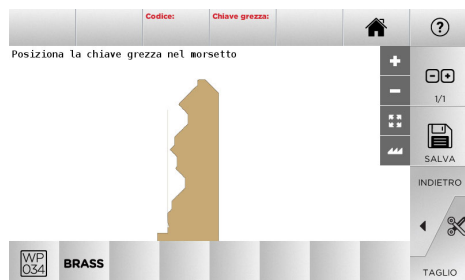 Codice: Chiave grezza:
?
Posiziona la chiave grezza nel morsetto
1/1
SALVA
INDIETRO
TAGLIO
WP
034
BRASS